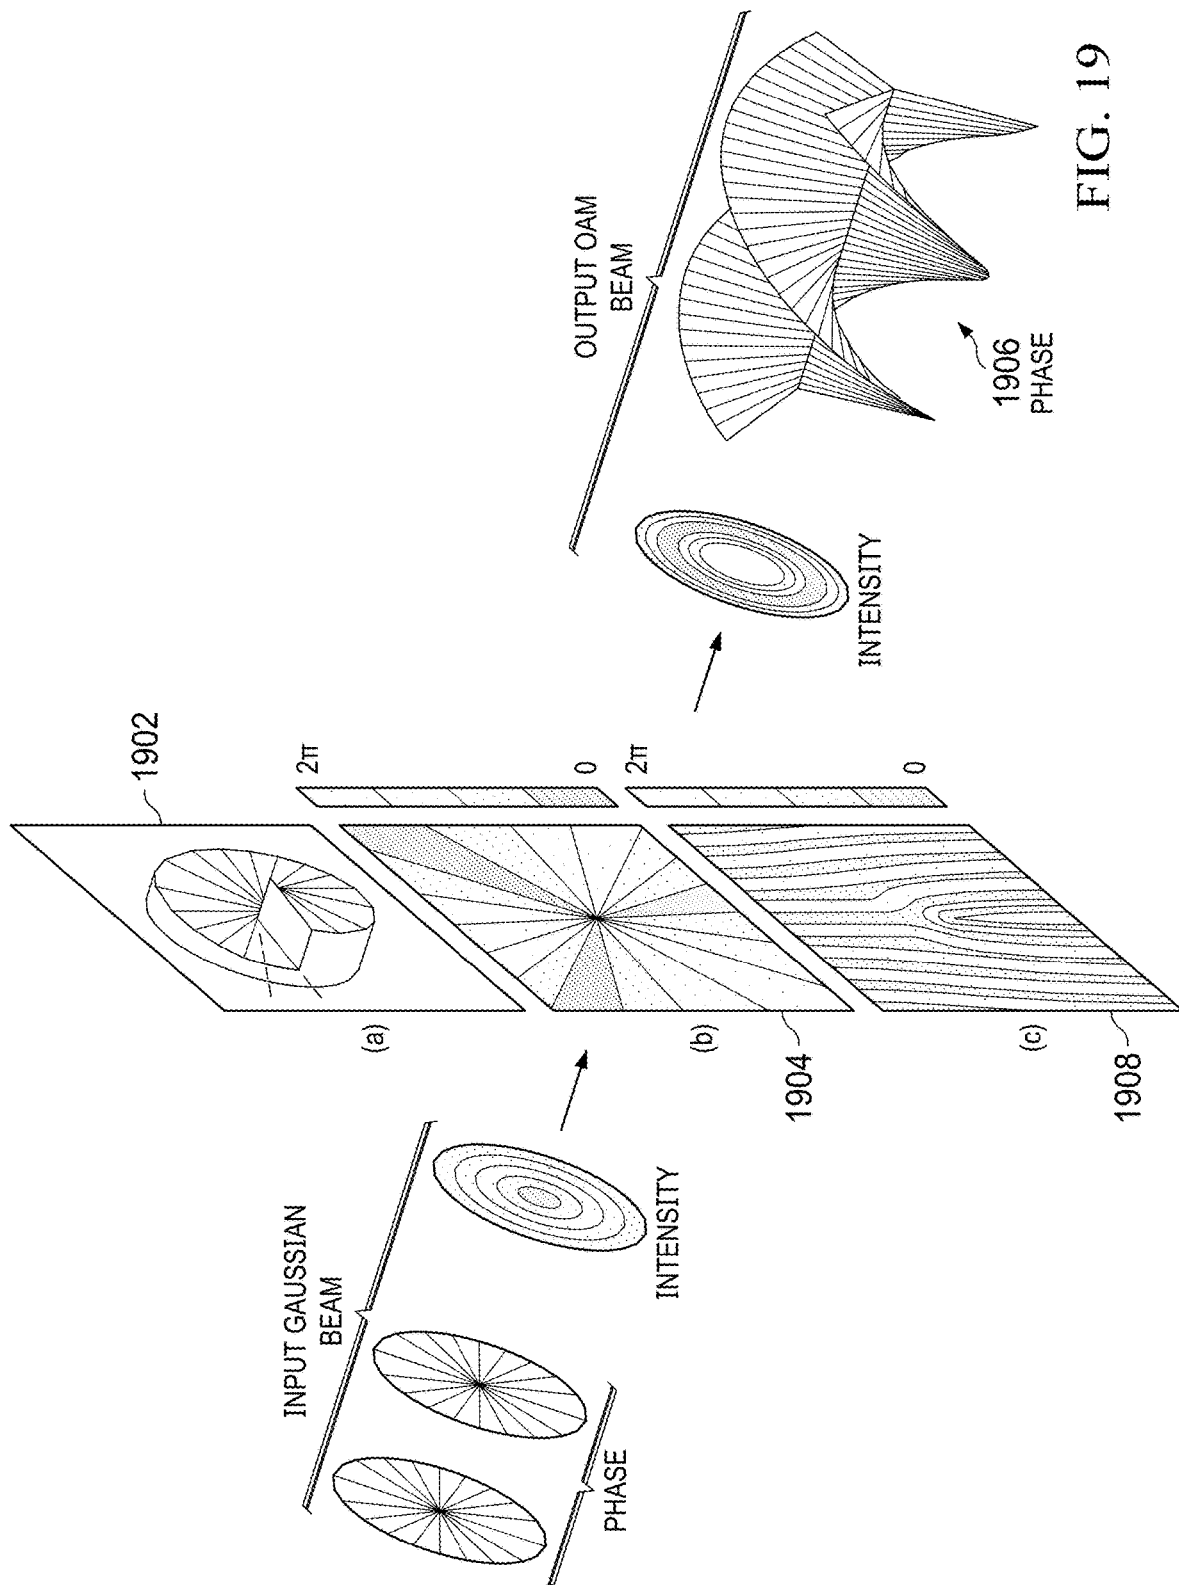 INPUT GAUSSIAN
BEAM
PHASE
INTENSITY
(a)
1902
2π
0
(b)
1904
2π
0
(c)
1908
OUTPUT OAM
BEAM
INTENSITY
1906
PHASE
FIG. 19